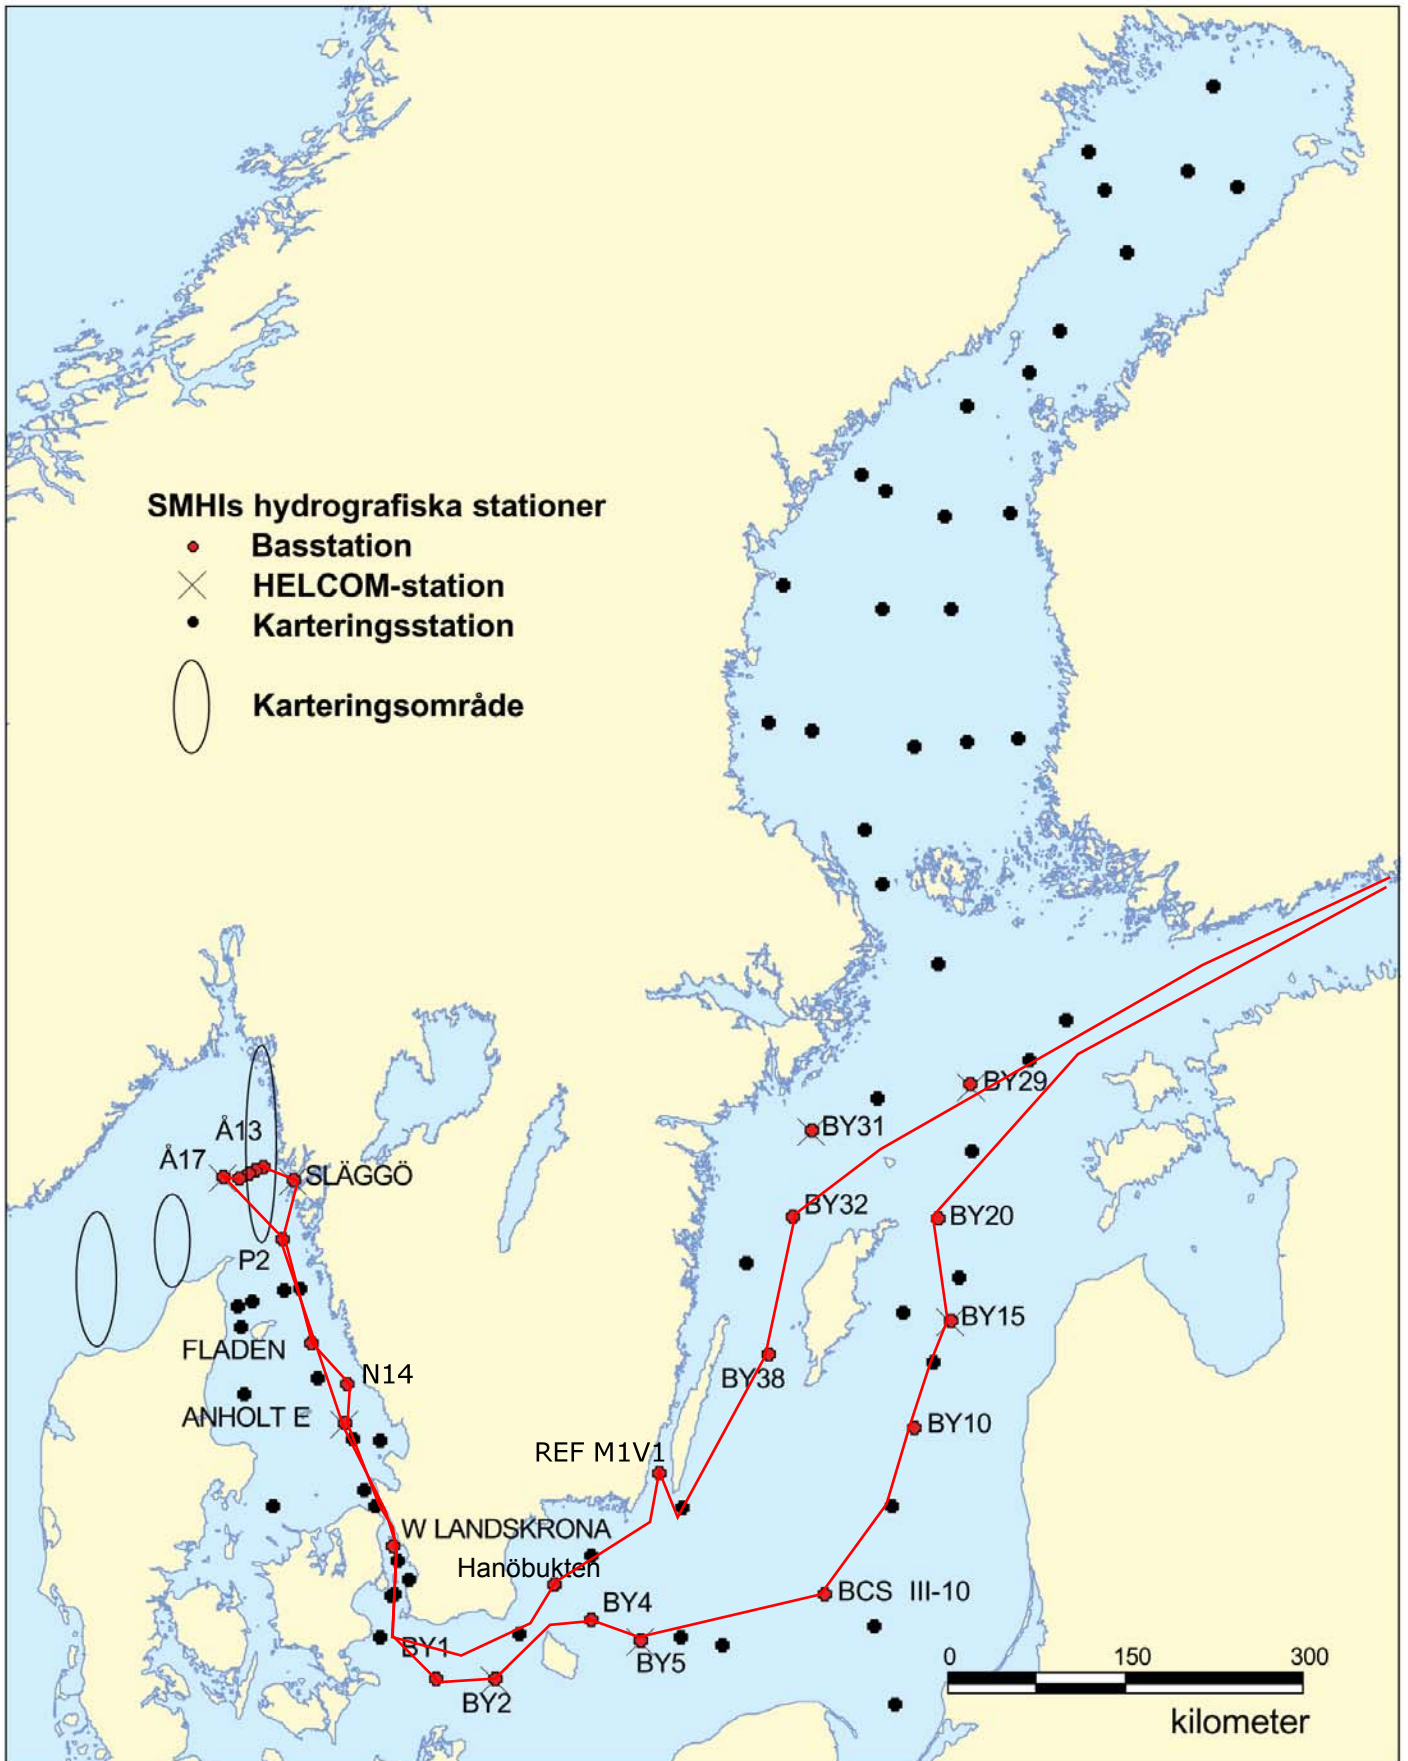 SMHIs hydrografiska stationer
Basstation
HELCOM-station
Karteringsstation
Karteringsområde
BY29
BY31
Å13
Å17
SLÄGGÖ
BY32
BY20
P2
BY15
FLADEN
N14
BY38
ANHOLT E
BY10
REF M1V1
W LANDSKRONA
Hanöbukten
BCS III-10
BY4
BY1
BY5
BY2
0 150 300
kilometer